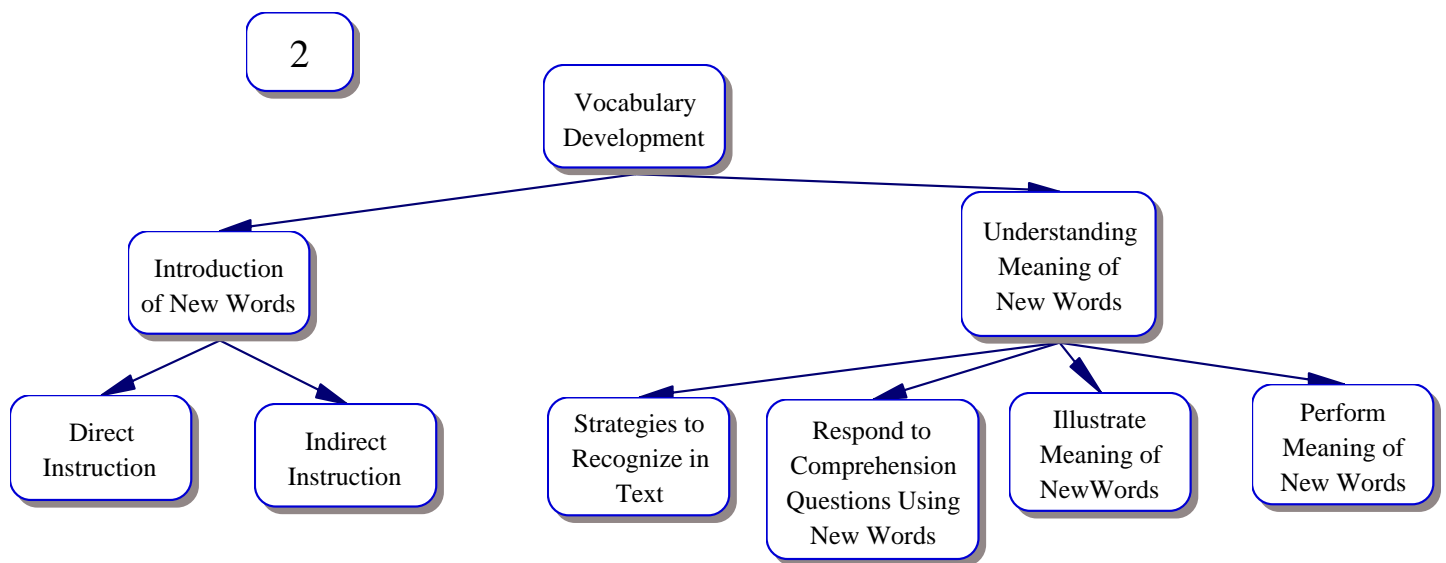 2
Vocabulary
Development
Introduction
of New Words
Understanding
Meaning of
New Words
Direct
Instruction
Indirect
Instruction
Strategies to
Recognize in
Text
Respond to
Comprehension
Questions Using
New Words
Illustrate
Meaning of
NewWords
Perform
Meaning of
New Words